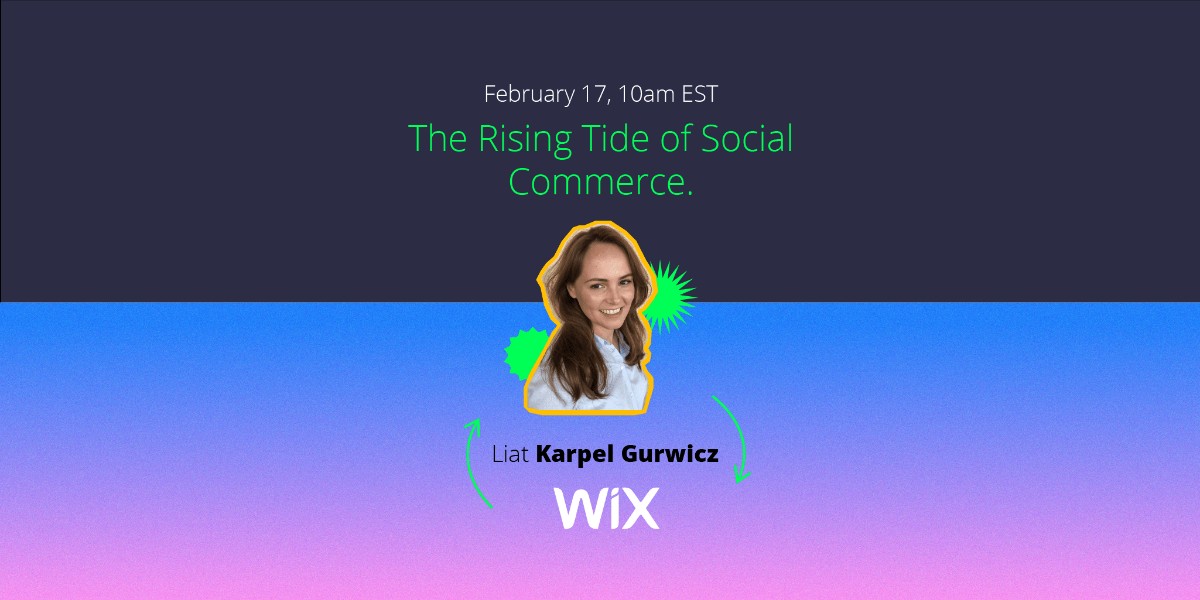 February 17, 10am EST
The Rising Tide of Social
Commerce.
Liat Karpel Gurwicz
WiX